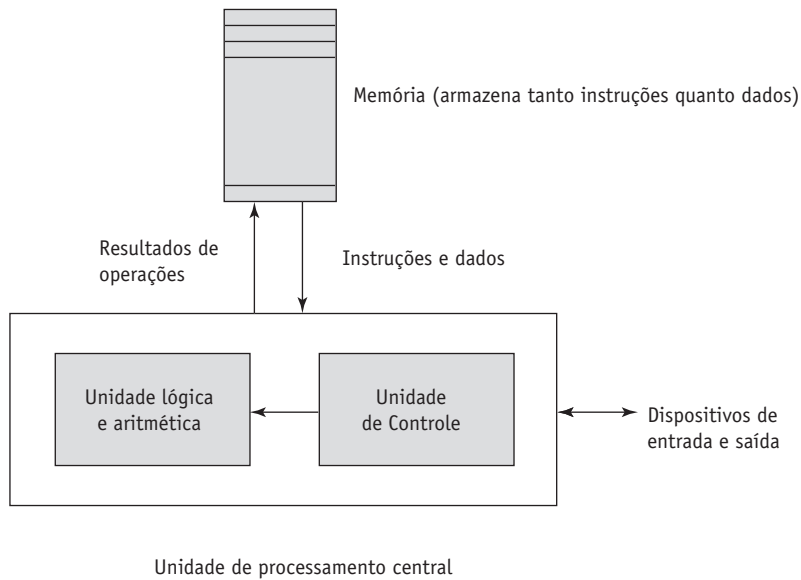 Memória (armazena tanto instruções quanto dados)
Resultados de
operações
Instruções e dados
Unidade lógica
e aritmética
Unidade
de Controle
Dispositivos de
entrada e saída
Unidade de processamento central